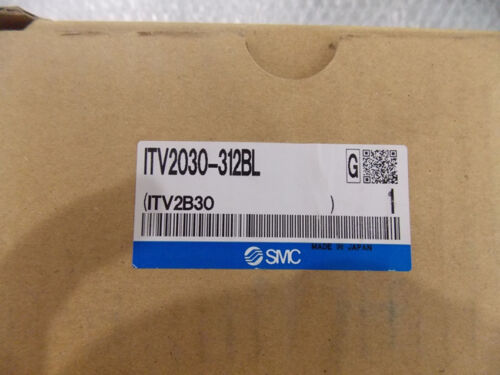 ITV2030-312BL
G
(ITV2B30 )
1
MADE IN JAPAN
SMC